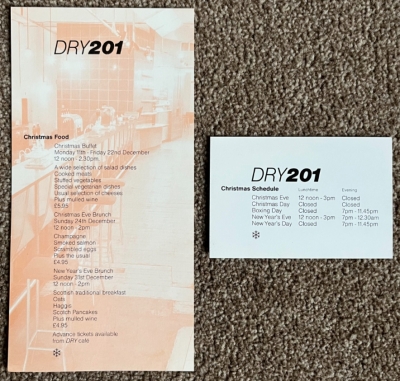 DRY201
Christmas Food
Christmas Buffet
Monday 11th - Friday 22nd December
12 noon - 2.30pm
A wide selection of salad dishes
Cooked meats
Stuffed vegetables
Special vegetarian dishes
Usual selection of cheeses
Plus mulled wine
£5.95
Christmas Eve Brunch
Sunday 24th December
12 noon - 2pm
Champagne
Smoked salmon
Scrambled eggs
Plus the usual
£4.95
New Year's Eve Brunch
Sunday 31st December
12 noon - 2pm
Scottish traditional breakfast
Oats
Haggis
Scotch Pancakes
Plus mulled wine
£4.95
Advance tickets available
from DRY café
DRY201
Christmas Schedule Lunchtime Evening
Christmas Eve 12 noon - 3pm Closed
Christmas Day Closed Closed
Boxing Day Closed 7pm - 11.45pm
New Year's Eve 12 noon - 3pm 7pm - 12.30am
New Year's Day Closed 7pm - 11.45pm